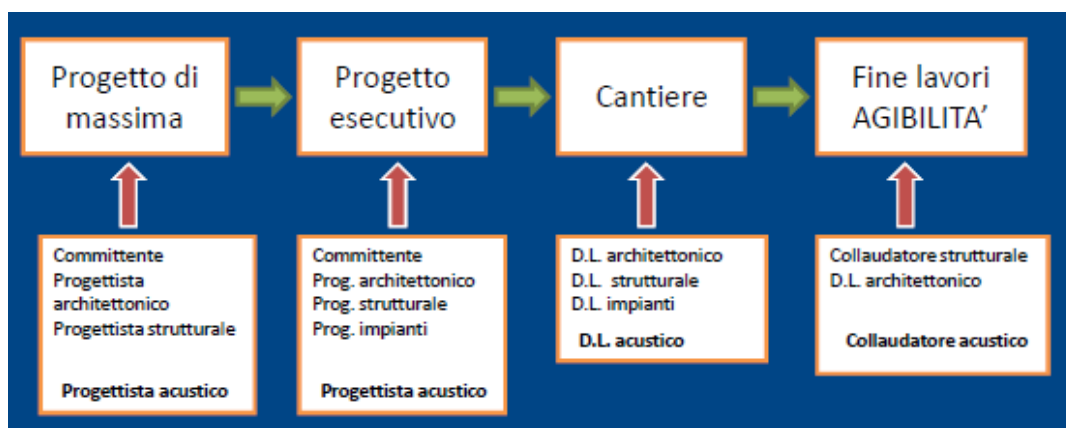 Progetto di
massima
Progetto
esecutivo
Cantiere
Fine lavori
AGIBILITA’
Committente
Progettista
architettonico
Progettista strutturale
Progettista acustico
Committente
Prog. architettonico
Prog. strutturale
Prog. impianti
Progettista acustico
D.L. architettonico
D.L. strutturale
D.L. impianti
D.L. acustico
Collaudatore strutturale
D.L. architettonico
Collaudatore acustico